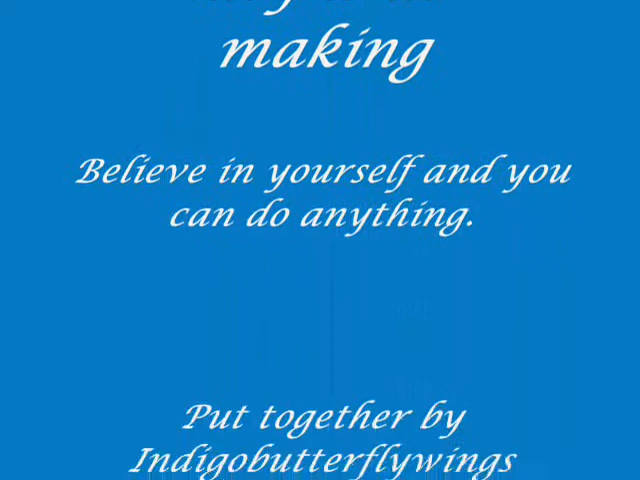 making
Believe in yourself and you
can do anything.
Put together by
Indigobutterflywings